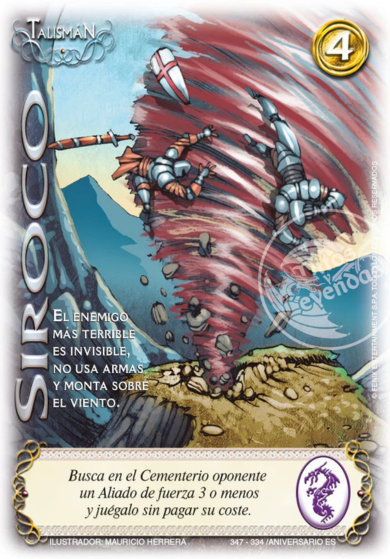 TALISMÁN
4
SIROCO
EL ENEMIGO
MÁS TERRIBLE
ES INVISIBLE,
NO USA ARMAS
Y MONTA SOBRE
EL VIENTO.
Busca en el Cementerio oponente
un Aliado de fuerza 3 o menos
y juégalo sin pagar su coste.
ILUSTRADOR: MAURICIO HERRERA
347 - 334 /ANIVERSARIO ES